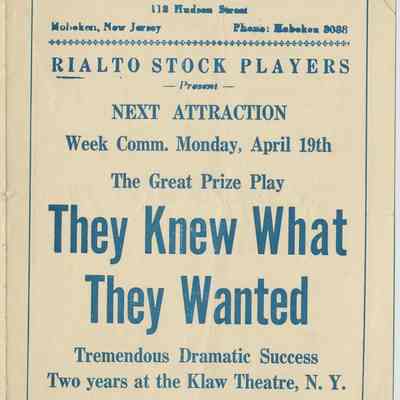 112 Hudson Street
Hoboken, New Jersey Phone: Hoboken 3088
RIALTO STOCK PLAYERS
— Present —
NEXT ATTRACTION
Week Comm. Monday, April 19th
The Great Prize Play
They Knew What
They Wanted
Tremendous Dramatic Success
Two years at the Klaw Theatre, N. Y.